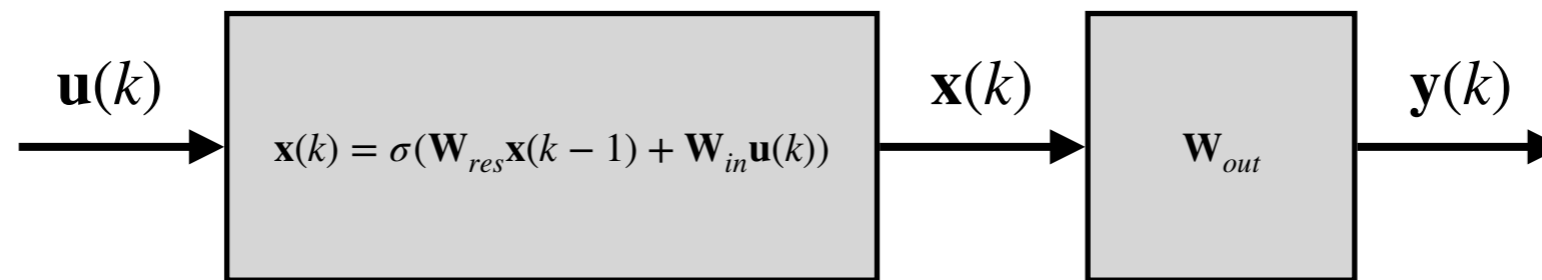 𝐮(k)
𝐱(k) = σ(𝐖_res 𝐱(k − 1) + 𝐖_in 𝐮(k))
𝐱(k)
𝐖_out
𝐲(k)